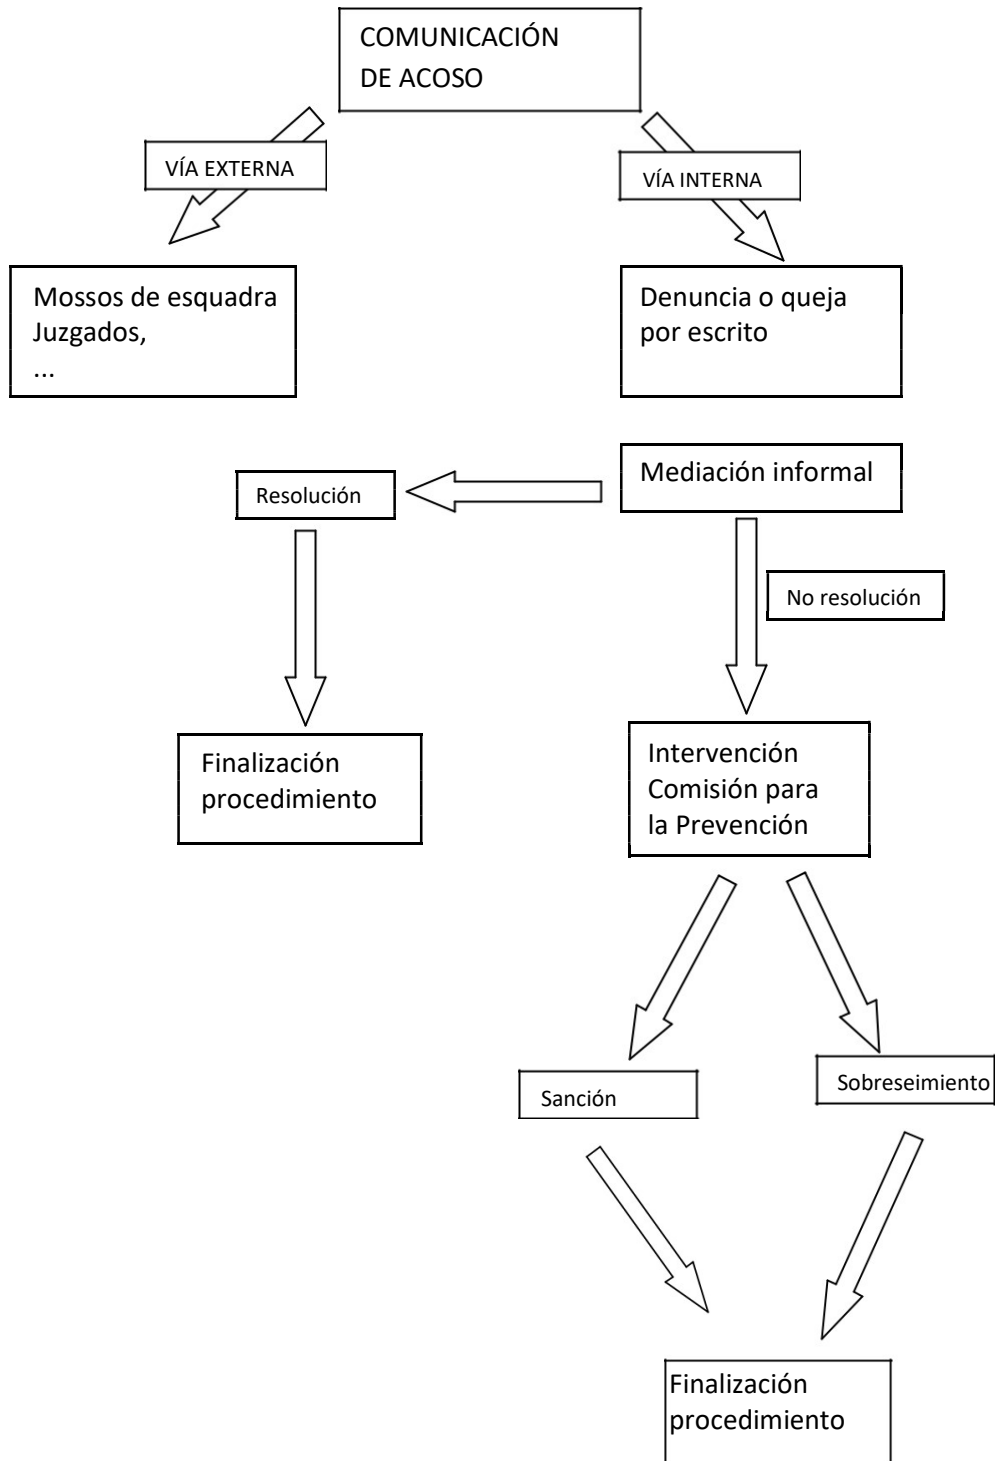 COMUNICACIÓN
DE ACOSO
VÍA EXTERNA
VÍA INTERNA
Mossos de esquadra
Juzgados,
...
Denuncia o queja
por escrito
Mediación informal
Resolución
No resolución
Finalización
procedimiento
Intervención
Comisión para
la Prevención
Sanción
Sobreseimiento
Finalización
procedimiento